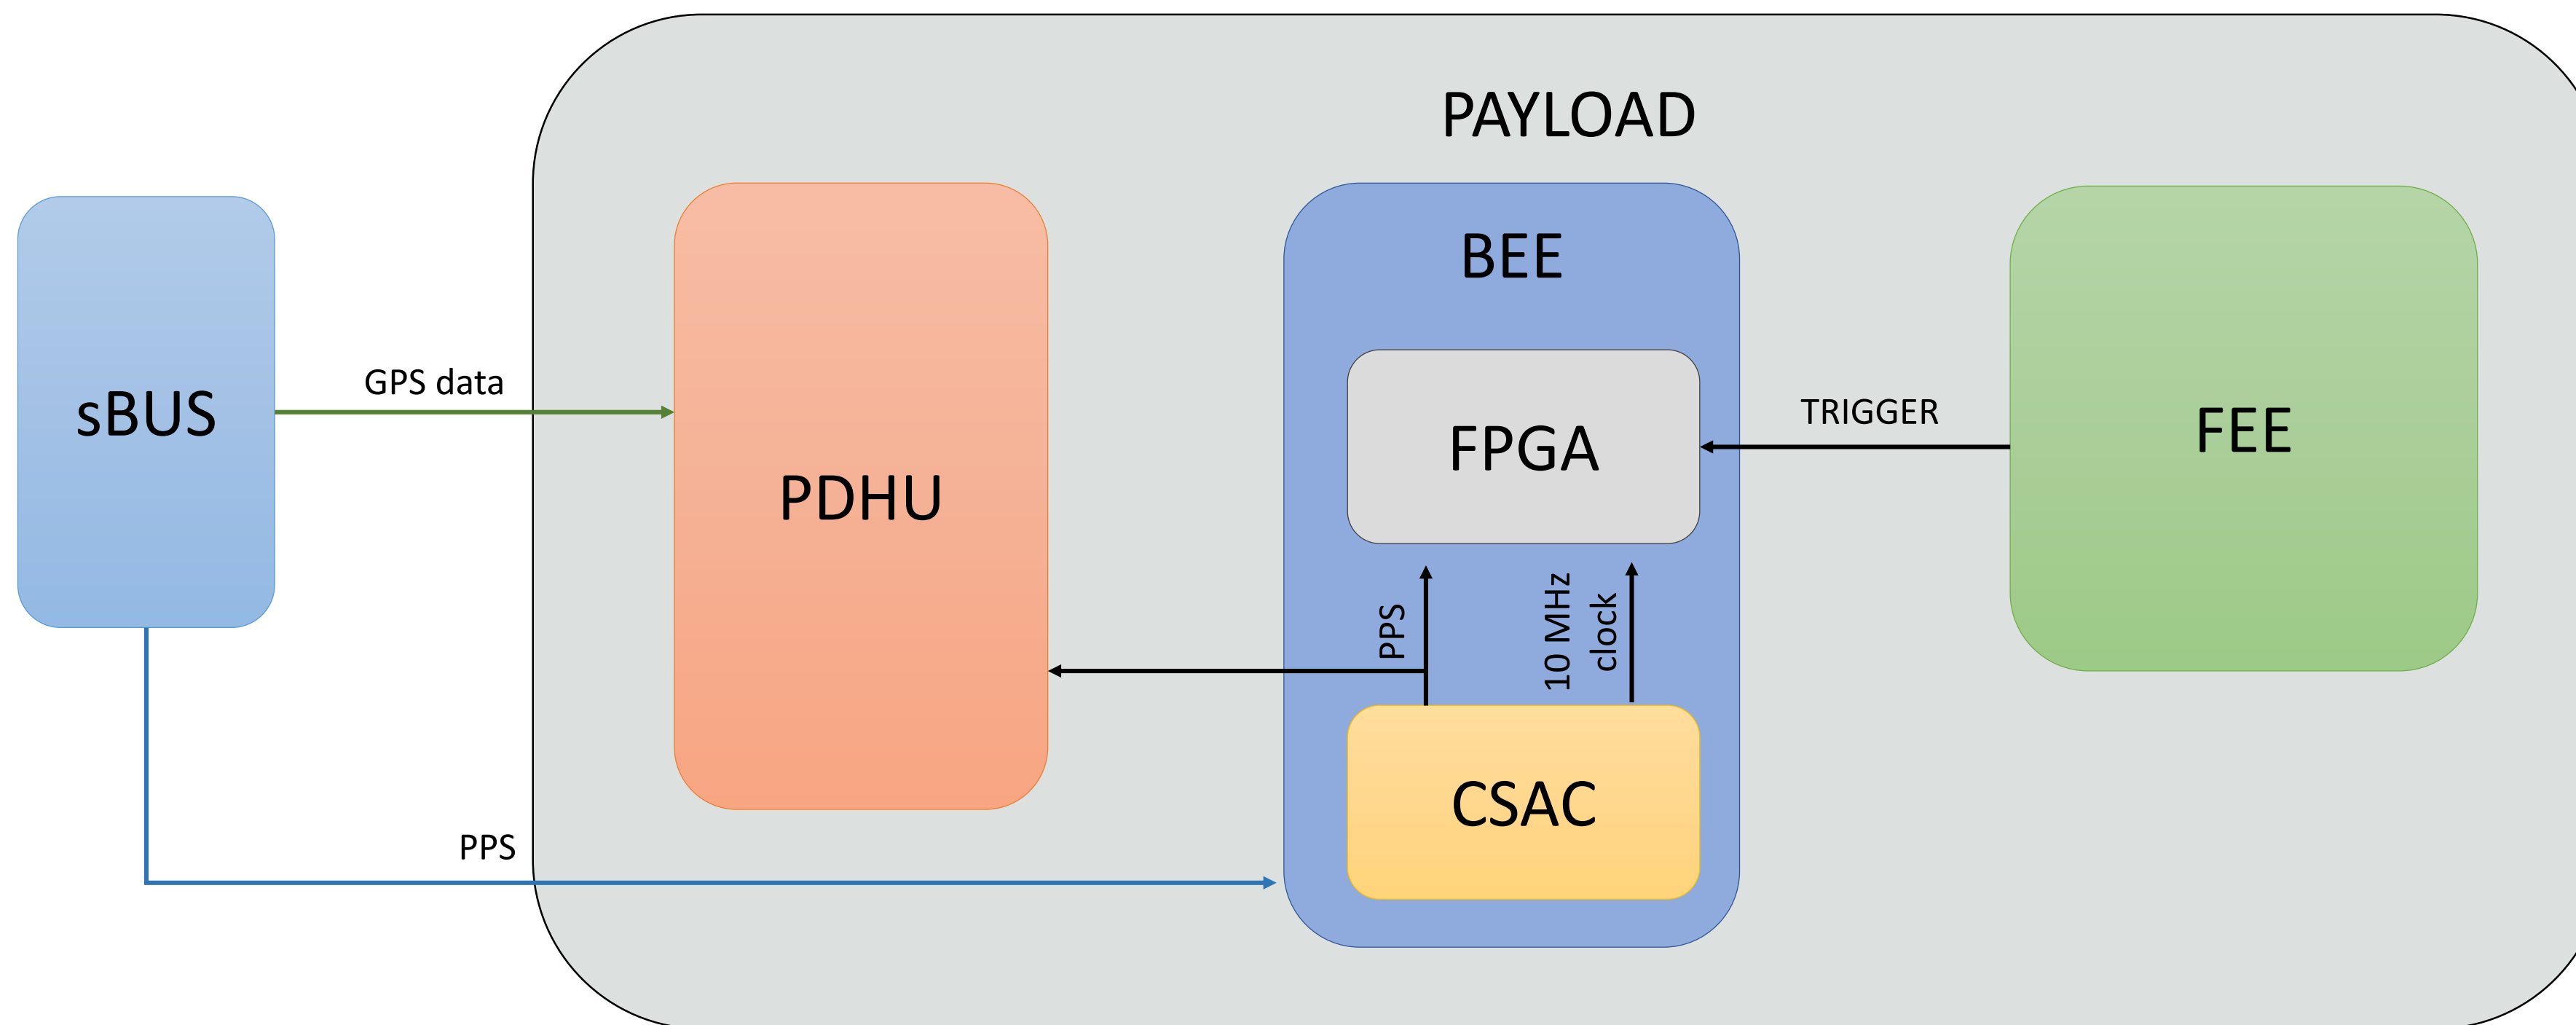 PAYLOAD
BEE
sBUS
GPS data
PDHU
FPGA
TRIGGER
FEE
PPS
10 MHz
clock
CSAC
PPS